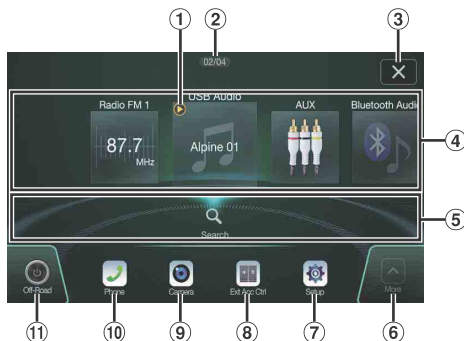 ① ② ③
02/04
Radio FM 1 USB Audio AUX Bluetooth Audi
87.7
MHz
Alpine 01
④
Search
⑤
Off-Road Phone Camera Ext Acc Ctrl Setup More
⑪ ⑩ ⑨ ⑧ ⑦ ⑥